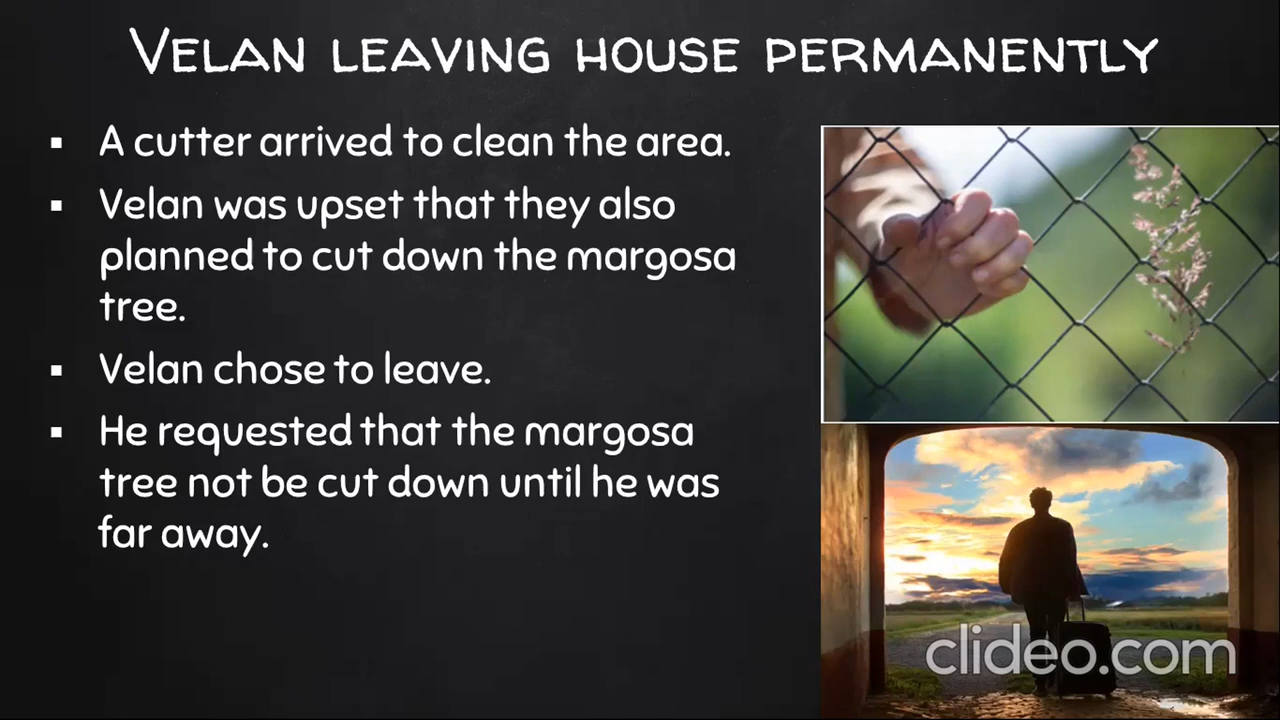 VELAN LEAVING HOUSE PERMANENTLY
▪ A cutter arrived to clean the area.
▪ Velan was upset that they also
planned to cut down the margosa
tree.
▪ Velan chose to leave.
▪ He requested that the margosa
tree not be cut down until he was
far away.
clideo.com